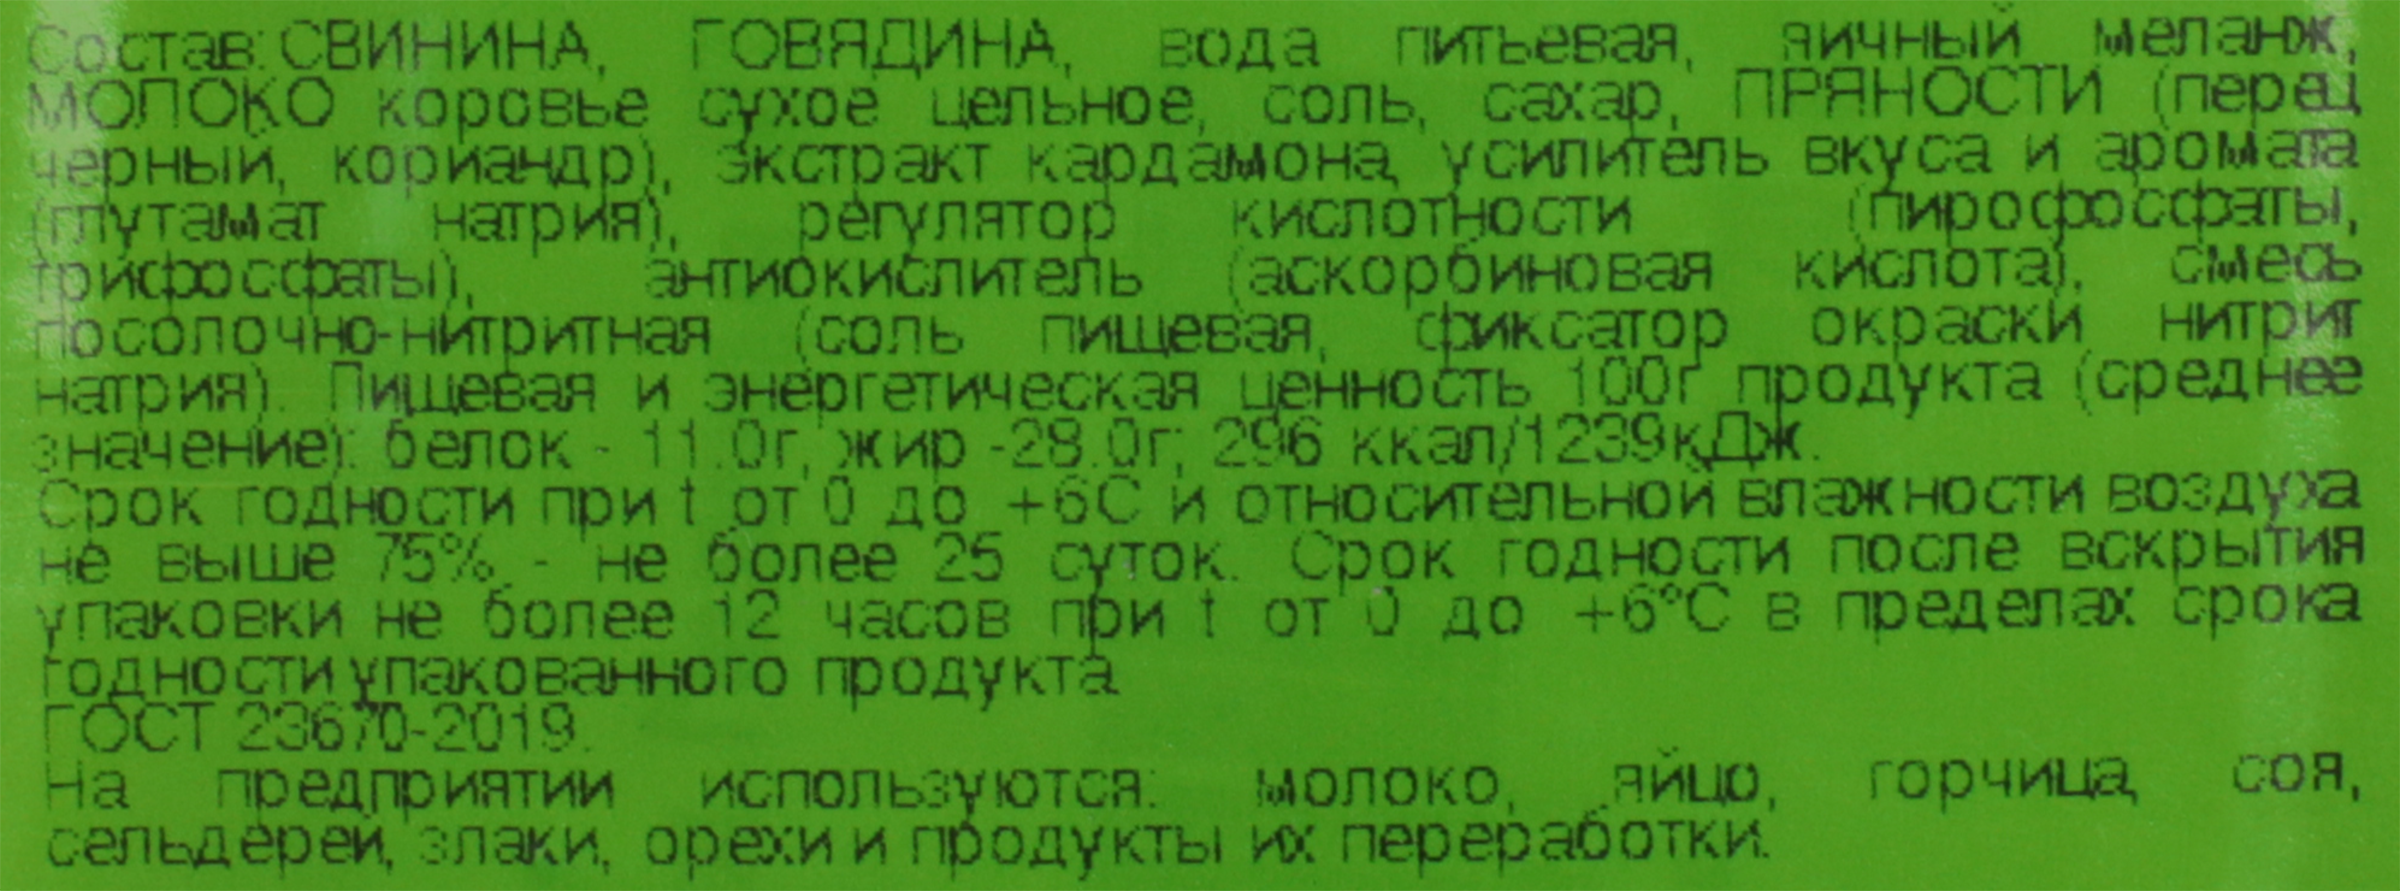 Состав: СВИНИНА, ГОВЯДИНА, вода питьевая, яичный меланж,
МОЛОКО коровье сухое цельное, соль, сахар, ПРЯНОСТИ (перец
черный, кориандр), экстракт кардамона, усилитель вкуса и аромата
(глутамат натрия), регулятор кислотности (пирофосфаты,
трифосфаты), антиокислитель (аскорбиновая кислота), смесь
посолочно-нитритная (соль пищевая, фиксатор окраски нитрит
натрия). Пищевая и энергетическая ценность 100г продукта (среднее
значение): белок - 11.0г, жир -28.0г; 296 ккал/1239кДж.
Срок годности при t от 0 до +6С и относительной влажности воздуха
не выше 75% - не более 25 суток. Срок годности после вскрытия
упаковки не более 12 часов при t от 0 до +6°С в пределах срока
годности упакованного продукта.
ГОСТ 23670-2019.
На предприятии используются: молоко, яйцо, горчица, соя,
сельдерей, злаки, орехи и продукты их переработки.